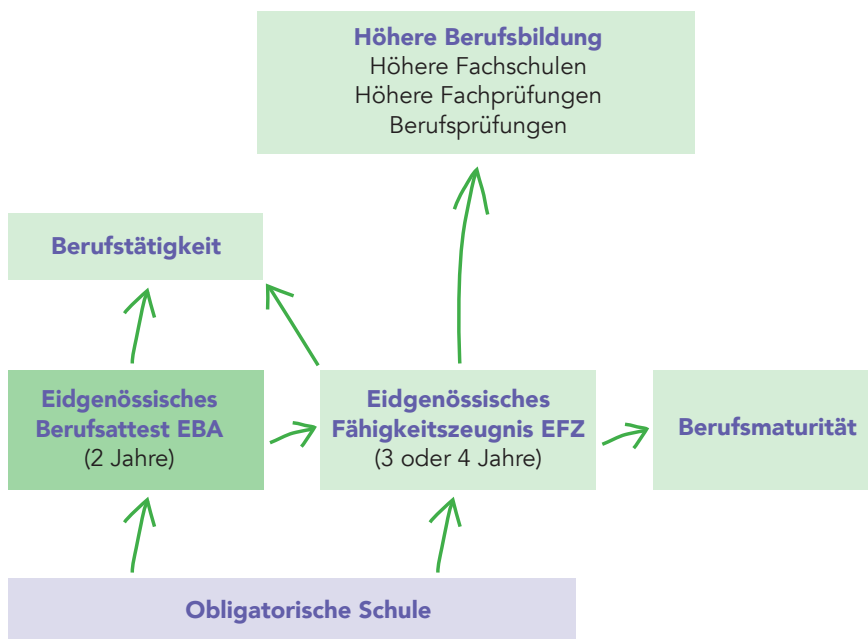 Höhere Berufsbildung
Höhere Fachschulen
Höhere Fachprüfungen
Berufsprüfungen
Berufstätigkeit
Eidgenössisches
Berufsattest EBA
(2 Jahre)
Eidgenössisches
Fähigkeitszeugnis EFZ
(3 oder 4 Jahre)
Berufsmaturität
Obligatorische Schule